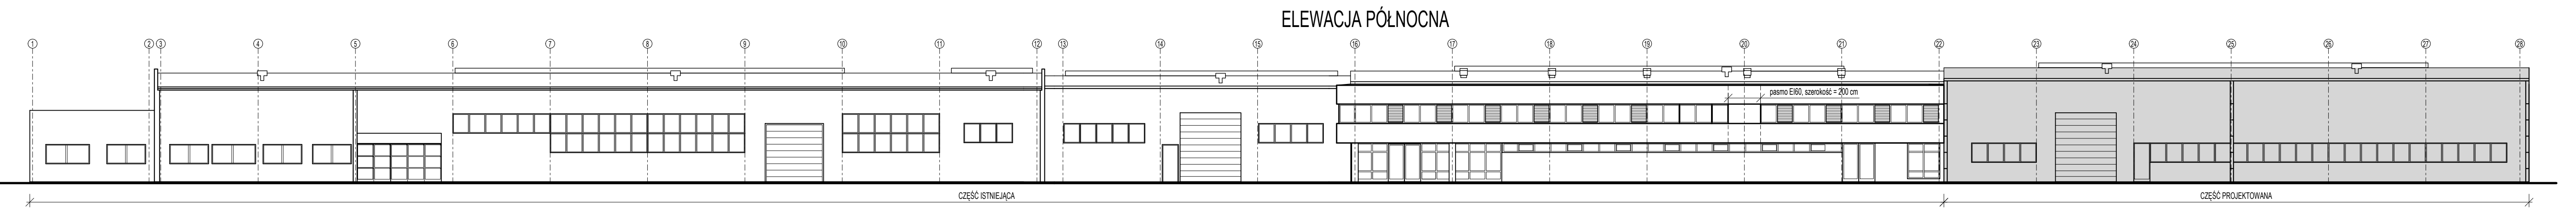 ELEWACJA PÓŁNOCNA
1 2 3 4 5 6 7 8 9 10 11 12 13 14 15 16 17 18 19 20 21 22 23 24 25 26 27 28
pasmo EI60, szerokość = 200 cm
CZĘŚĆ ISTNIEJĄCA CZĘŚĆ PROJEKTOWANA